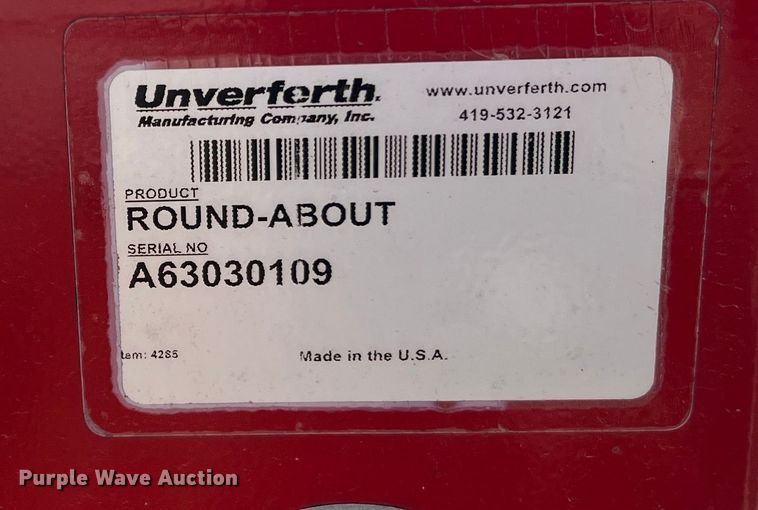 Unverferth
www.unverferth.com
Manufacturing Company, Inc.
419-532-3121
PRODUCT
ROUND-ABOUT
SERIAL NO
A63030109
Item: 4285
Made in the U.S.A.
Purple Wave Auction